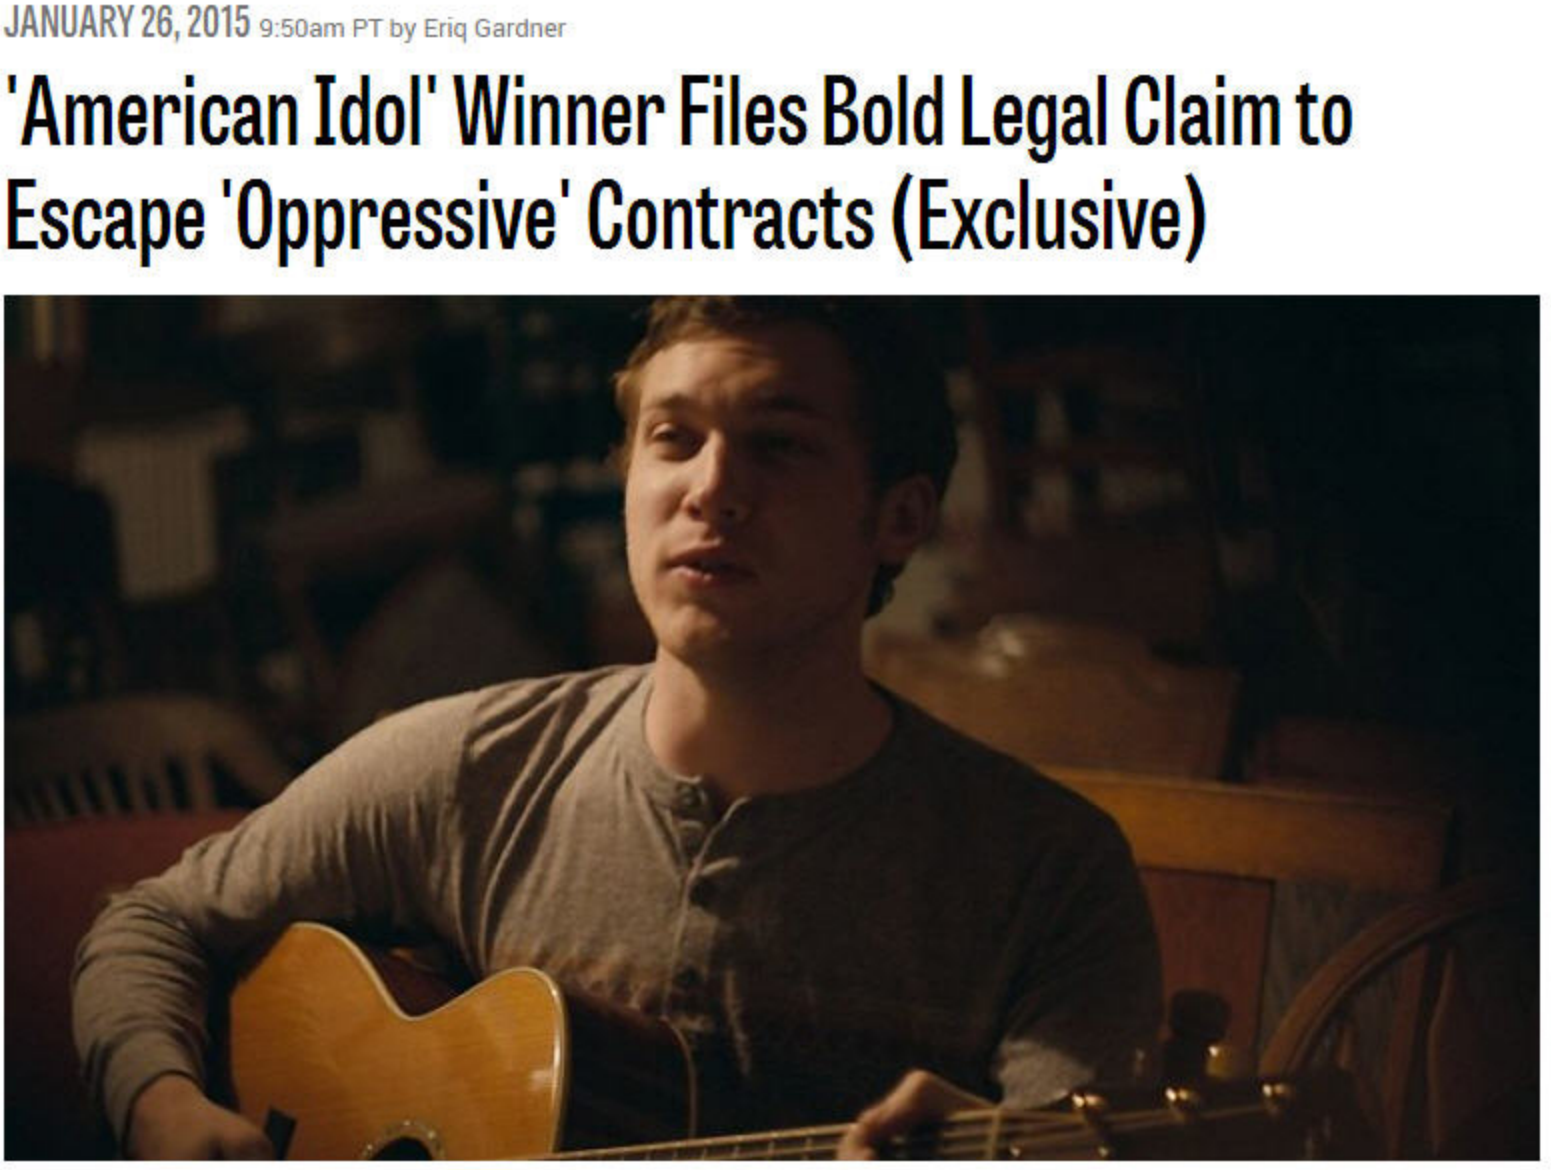 JANUARY 26, 2015 9:50am PT by Eriq Gardner
'American Idol' Winner Files Bold Legal Claim to
Escape 'Oppressive' Contracts (Exclusive)